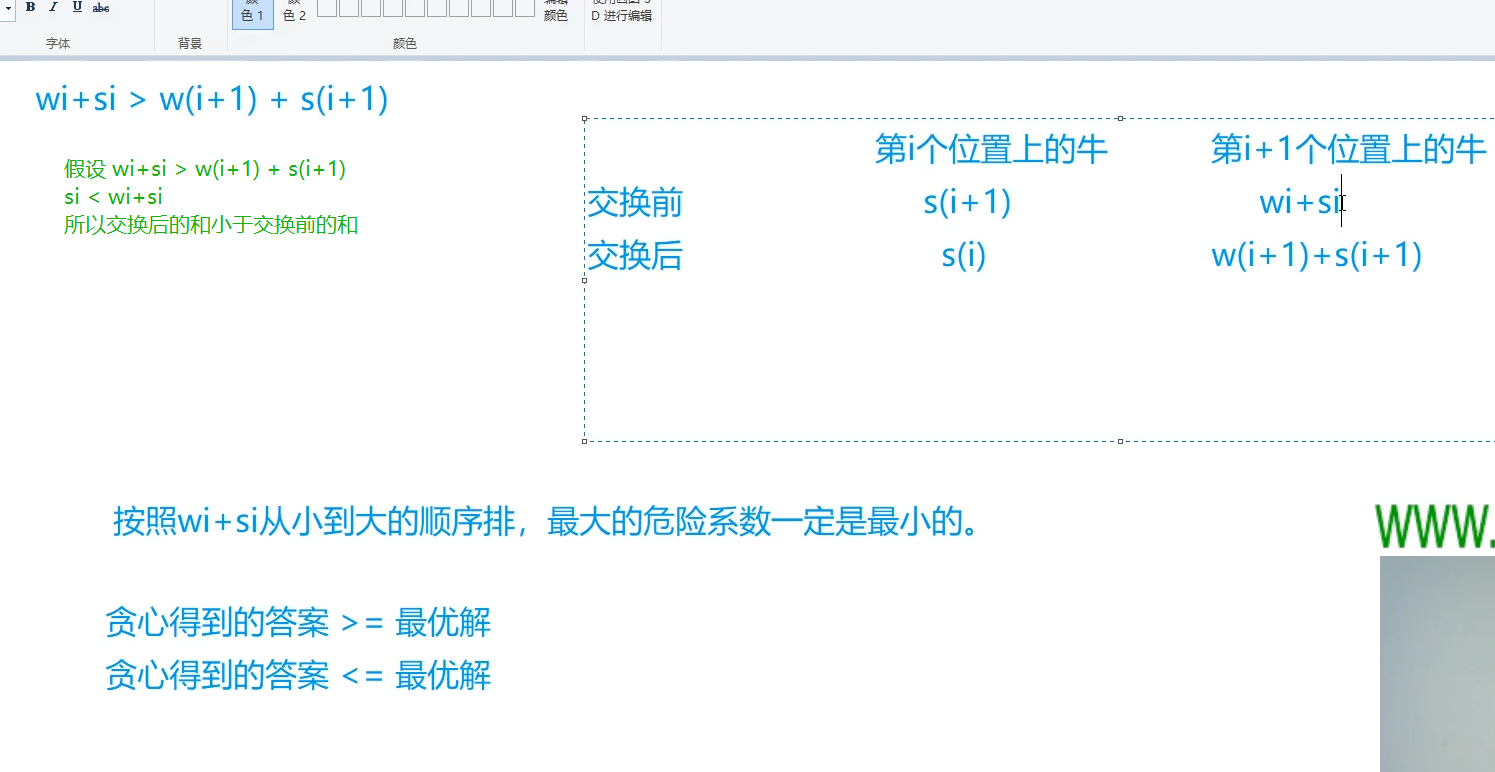 B I U abc
色 1 色 2
颜色
D 进行编辑
字体 背景 颜色
wi+si > w(i+1) + s(i+1)
假设 wi+si > w(i+1) + s(i+1)
si < wi+si
所以交换后的和小于交换前的和
第i个位置上的牛 第i+1个位置上的牛
交换前 s(i+1) wi+si
交换后 s(i) w(i+1)+s(i+1)
按照wi+si从小到大的顺序排，最大的危险系数一定是最小的。
WWW.
贪心得到的答案 >= 最优解
贪心得到的答案 <= 最优解